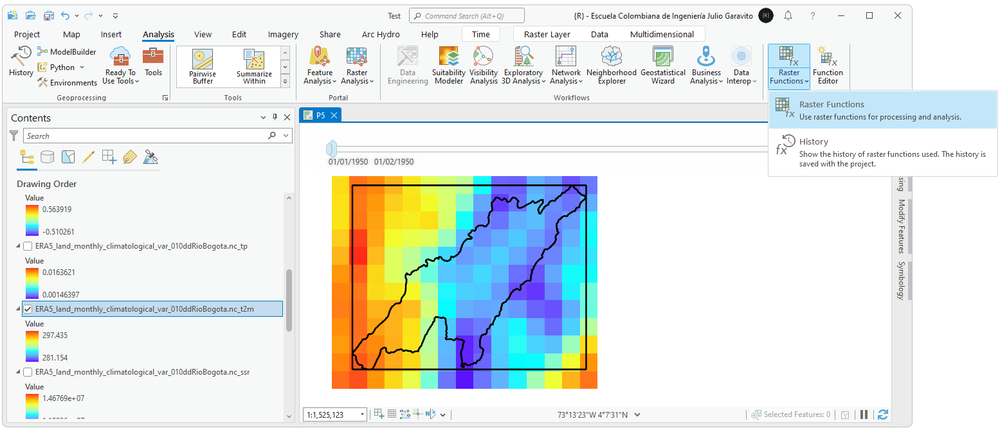 Test
Command Search (Alt+Q)
{R} - Escuela Colombiana de Ingeniería Julio Garavito
{R}
?
Project
Map
Insert
Analysis
View
Edit
Imagery
Share
Arc Hydro
Help
Time
Raster Layer
Data
Multidimensional
History
ModelBuilder
Python
Environments
Ready To
Use Tools
Tools
Geoprocessing
Pairwise
Buffer
Summarize
Within
Tools
Feature
Analysis
Raster
Analysis
Portal
Data
Engineering
Suitability
Modeler
Visibility
Analysis
Exploratory
3D Analysis
Network
Analysis
Neighborhood
Explorer
Geostatistical
Wizard
Business
Analysis
Data
Interop
Workflows
Raster
Functions
Function
Editor
Raster Functions
Use raster functions for processing and analysis.
History
Show the history of raster functions used. The history is
saved with the project.
Contents
Search
Drawing Order
Value
0.563919
-0.510261
ERA5_land_monthly_climatological_var_010ddRioBogota.nc_tp
Value
0.0163621
0.00146397
ERA5_land_monthly_climatological_var_010ddRioBogota.nc_t2m
Value
297.435
281.154
ERA5_land_monthly_climatological_var_010ddRioBogota.nc_ssr
Value
1.46769e+07
P5
01/01/1950
01/02/1950
Modify Features
Symbology
1:1,525,123
73°13'23"W 4°7'31"N
Selected Features: 0